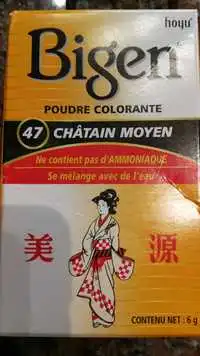 hoyu
Bigen
POUDRE COLORANTE
47 CHÂTAIN MOYEN
Ne contient pas d'AMMONIAQUE
Se mélange avec de l'eau
美 源
CONTENU NET : 6 g